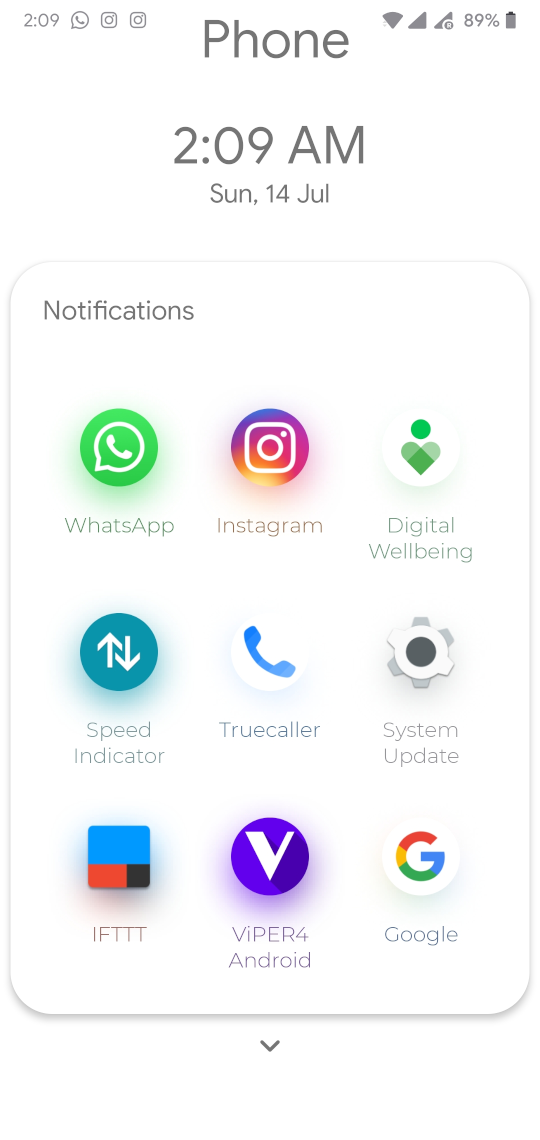 2:09 89%
Phone
2:09 AM
Sun, 14 Jul
Notifications
WhatsApp Instagram Digital
Wellbeing
Speed Truecaller System
Indicator Update
IFTTT ViPER4 Google
Android